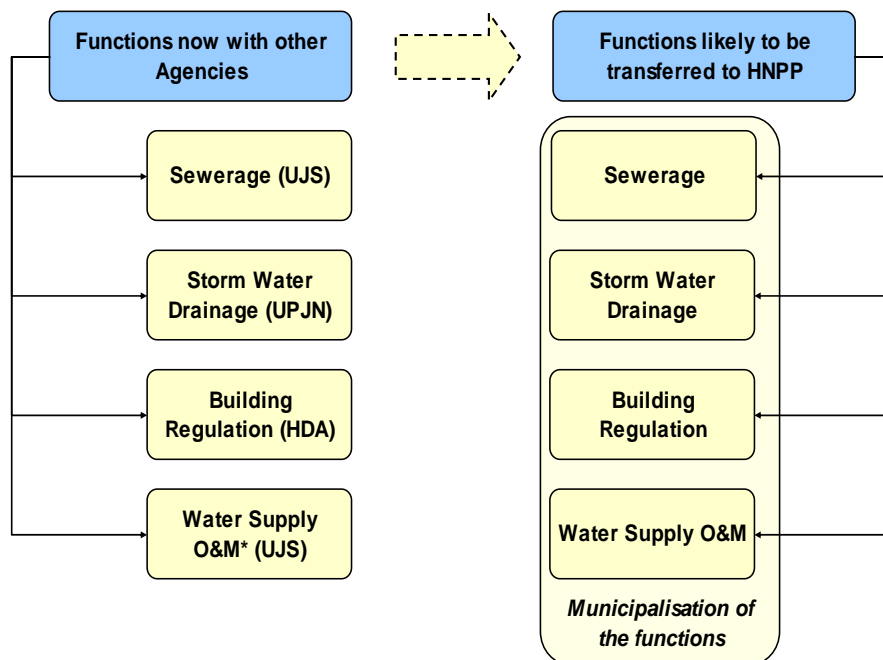 Functions now with other
Agencies
Functions likely to be
transferred to HNPP
Sewerage (UJS)
Sewerage
Storm Water
Drainage (UPJN)
Storm Water
Drainage
Building
Regulation (HDA)
Building
Regulation
Water Supply
O&M* (UJS)
Water Supply O&M
Municipalisation of
the functions